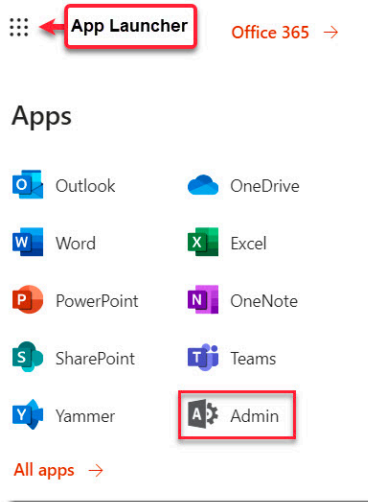 App Launcher
Office 365 →
Apps
O Outlook
OneDrive
W Word
X Excel
P PowerPoint
N OneNote
S SharePoint
T Teams
Y Yammer
A Admin
All apps →